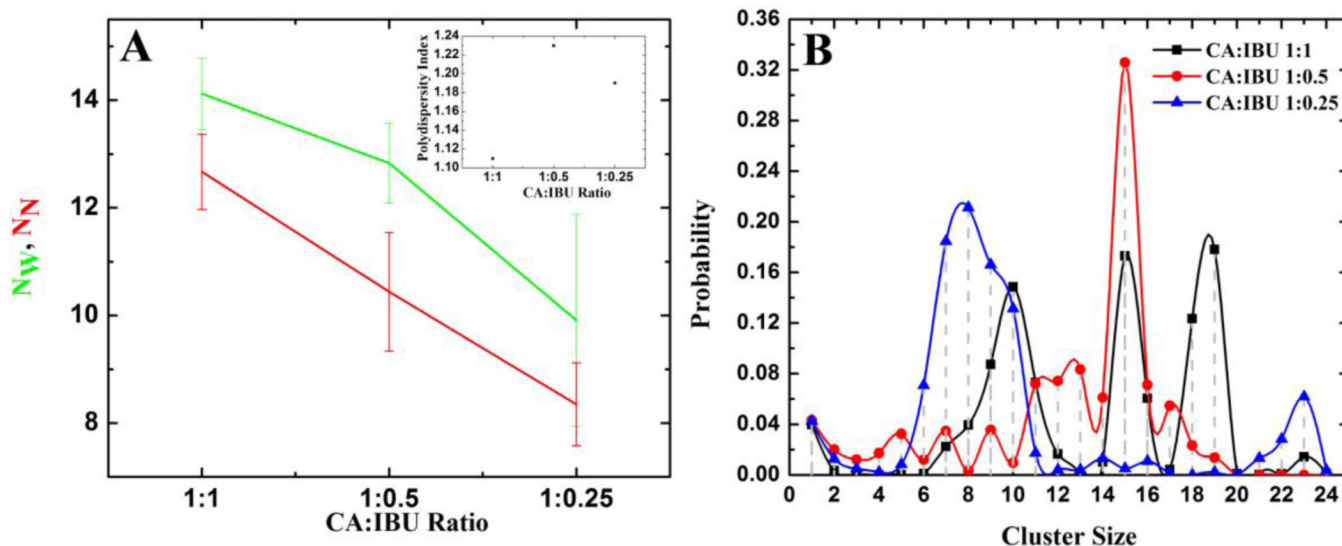 A
14
12
10
8
N_W, N_N
1:1
1:0.5
1:0.25
CA:IBU Ratio
1.24
1.22
1.20
1.18
1.16
1.14
1.12
1.10
Polydispersity Index
1:1
1:0.5
1:0.25
CA:IBU Ratio
B
0.36
0.32
0.28
0.24
0.20
0.16
0.12
0.08
0.04
0.00
Probability
CA:IBU 1:1
CA:IBU 1:0.5
CA:IBU 1:0.25
0 2 4 6 8 10 12 14 16 18 20 22 24
Cluster Size